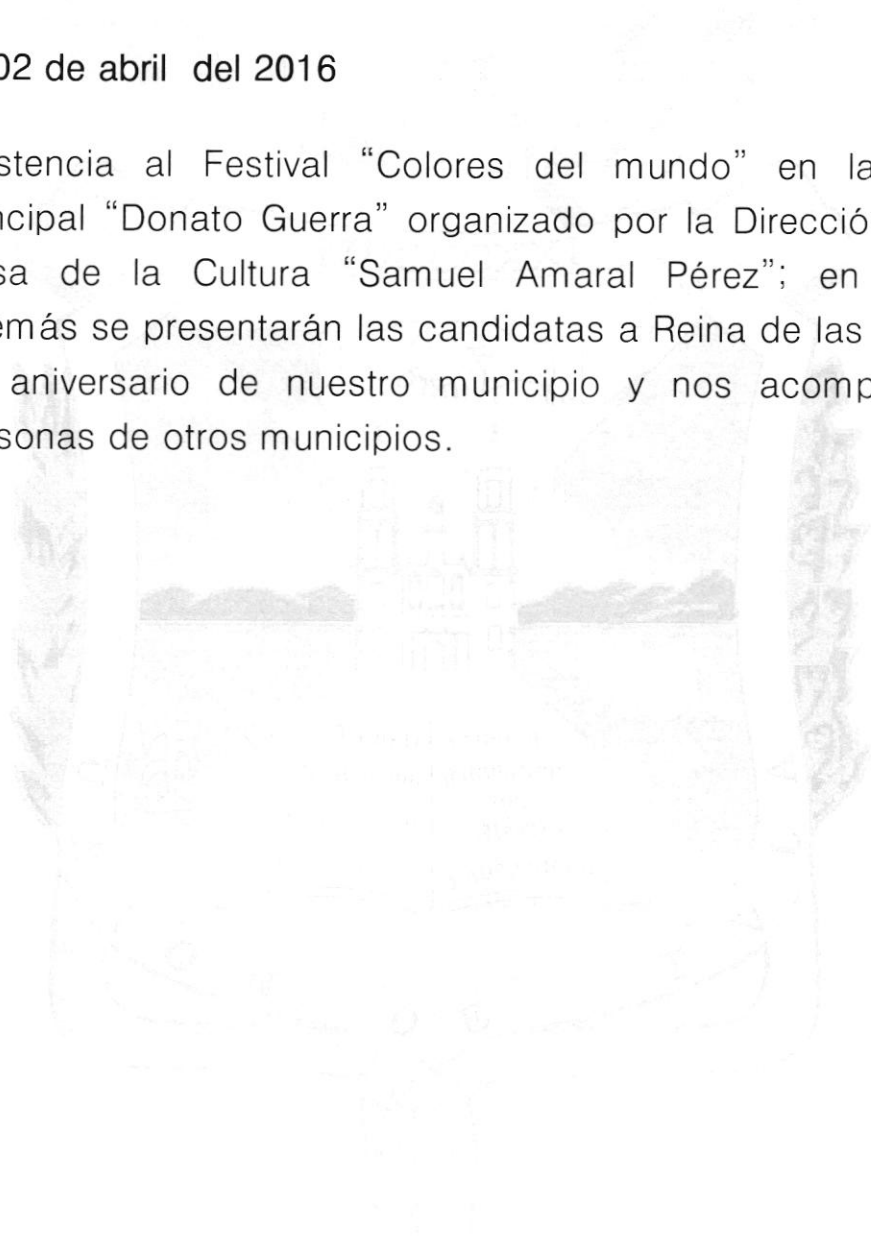 02 de abril del 2016
stencia al Festival “Colores del mundo” en la
ncipal “Donato Guerra” organizado por la Direcció
sa de la Cultura “Samuel Amaral Pérez”; en
emás se presentarán las candidatas a Reina de las
aniversario de nuestro municipio y nos acomp
sonas de otros municipios.